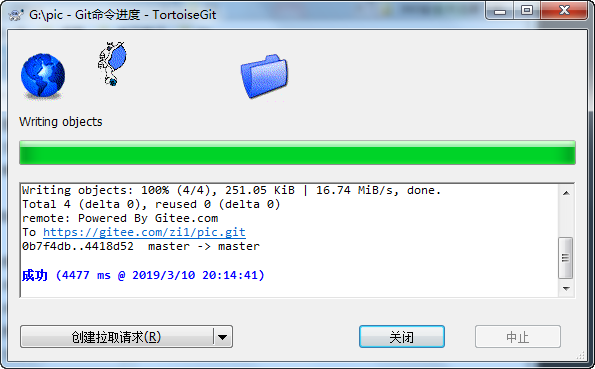 G:\pic - Git命令进度 - TortoiseGit
Writing objects
Writing objects: 100% (4/4), 251.05 KiB | 16.74 MiB/s, done.
Total 4 (delta 0), reused 0 (delta 0)
remote: Powered By Gitee.com
To https://gitee.com/zi1/pic.git
0b7f4db..4418d52  master -> master
成功 (4477 ms @ 2019/3/10 20:14:41)
创建拉取请求(R)
关闭
中止